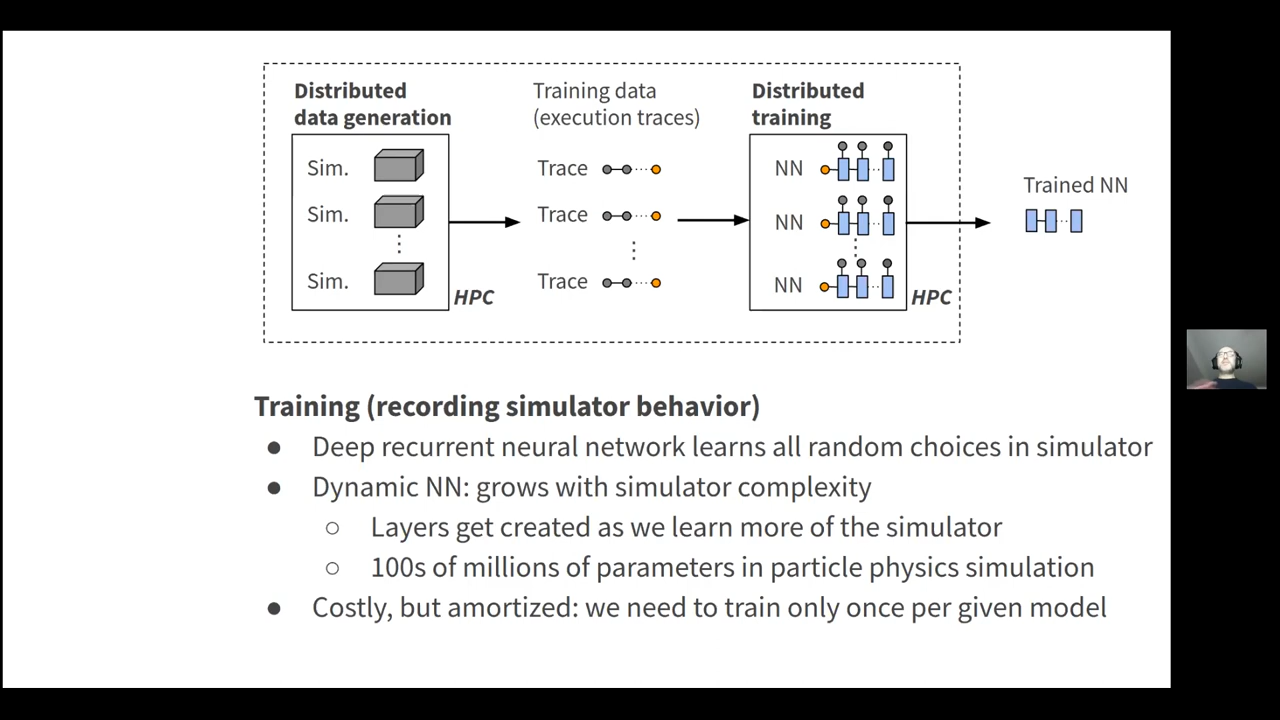 Distributed
data generation
Training data
(execution traces)
Distributed
training
Sim.
Sim.
Sim.
HPC
Trace
Trace
Trace
NN
NN
NN
HPC
Trained NN
Training (recording simulator behavior)
● Deep recurrent neural network learns all random choices in simulator
● Dynamic NN: grows with simulator complexity
○ Layers get created as we learn more of the simulator
○ 100s of millions of parameters in particle physics simulation
● Costly, but amortized: we need to train only once per given model